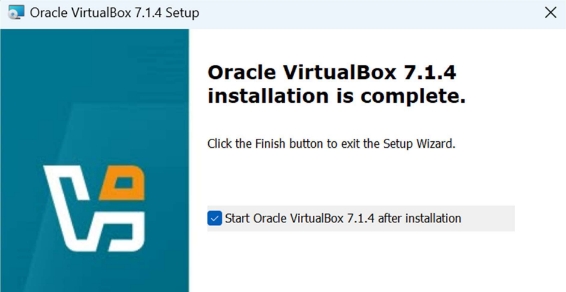 Oracle VirtualBox 7.1.4 Setup
Oracle VirtualBox 7.1.4
installation is complete.
Click the Finish button to exit the Setup Wizard.
Start Oracle VirtualBox 7.1.4 after installation